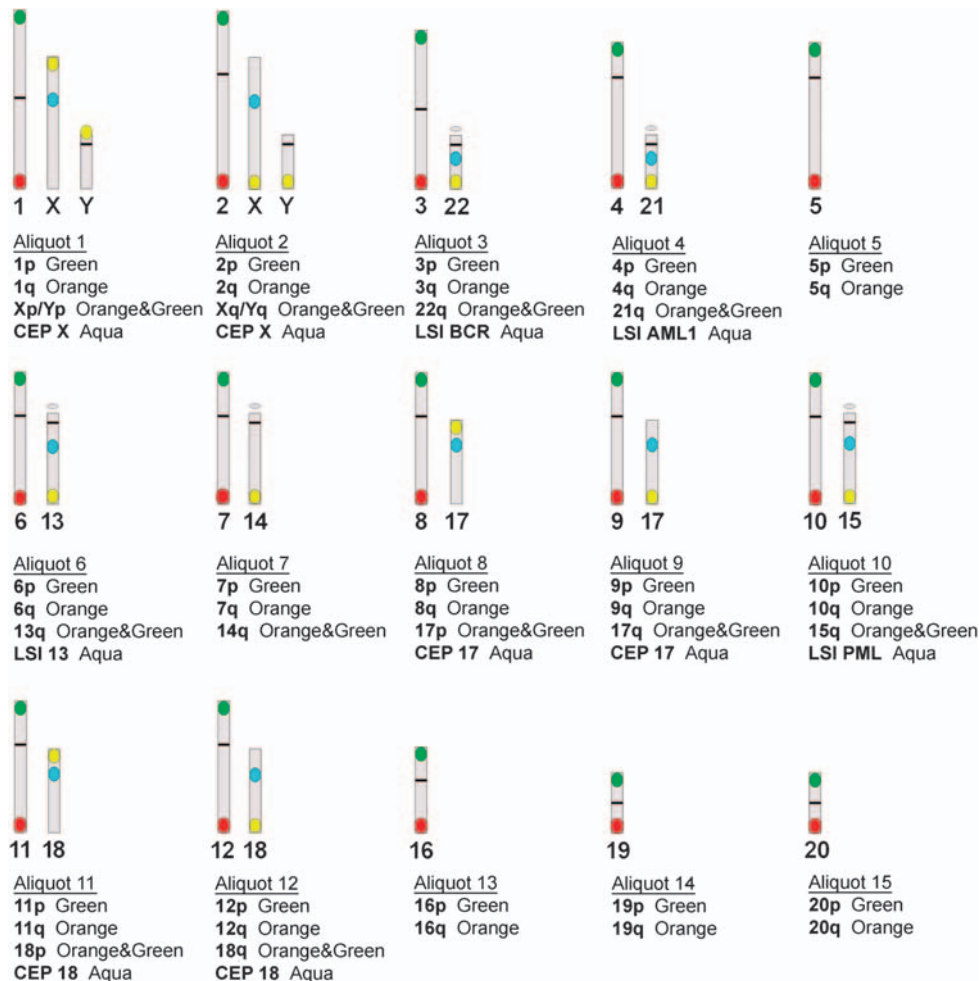 1 X Y
Aliquot 1
1p Green
1q Orange
Xp/Yp Orange&Green
CEP X Aqua
2 X Y
Aliquot 2
2p Green
2q Orange
Xq/Yq Orange&Green
CEP X Aqua
3 22
Aliquot 3
3p Green
3q Orange
22q Orange&Green
LSI BCR Aqua
4 21
Aliquot 4
4p Green
4q Orange
21q Orange&Green
LSI AML1 Aqua
5
Aliquot 5
5p Green
5q Orange
6 13
Aliquot 6
6p Green
6q Orange
13q Orange&Green
LSI 13 Aqua
7 14
Aliquot 7
7p Green
7q Orange
14q Orange&Green
8 17
Aliquot 8
8p Green
8q Orange
17p Orange&Green
CEP 17 Aqua
9 17
Aliquot 9
9p Green
9q Orange
17q Orange&Green
CEP 17 Aqua
10 15
Aliquot 10
10p Green
10q Orange
15q Orange&Green
LSI PML Aqua
11 18
Aliquot 11
11p Green
11q Orange
18p Orange&Green
CEP 18 Aqua
12 18
Aliquot 12
12p Green
12q Orange
18q Orange&Green
CEP 18 Aqua
16
Aliquot 13
16p Green
16q Orange
19
Aliquot 14
19p Green
19q Orange
20
Aliquot 15
20p Green
20q Orange